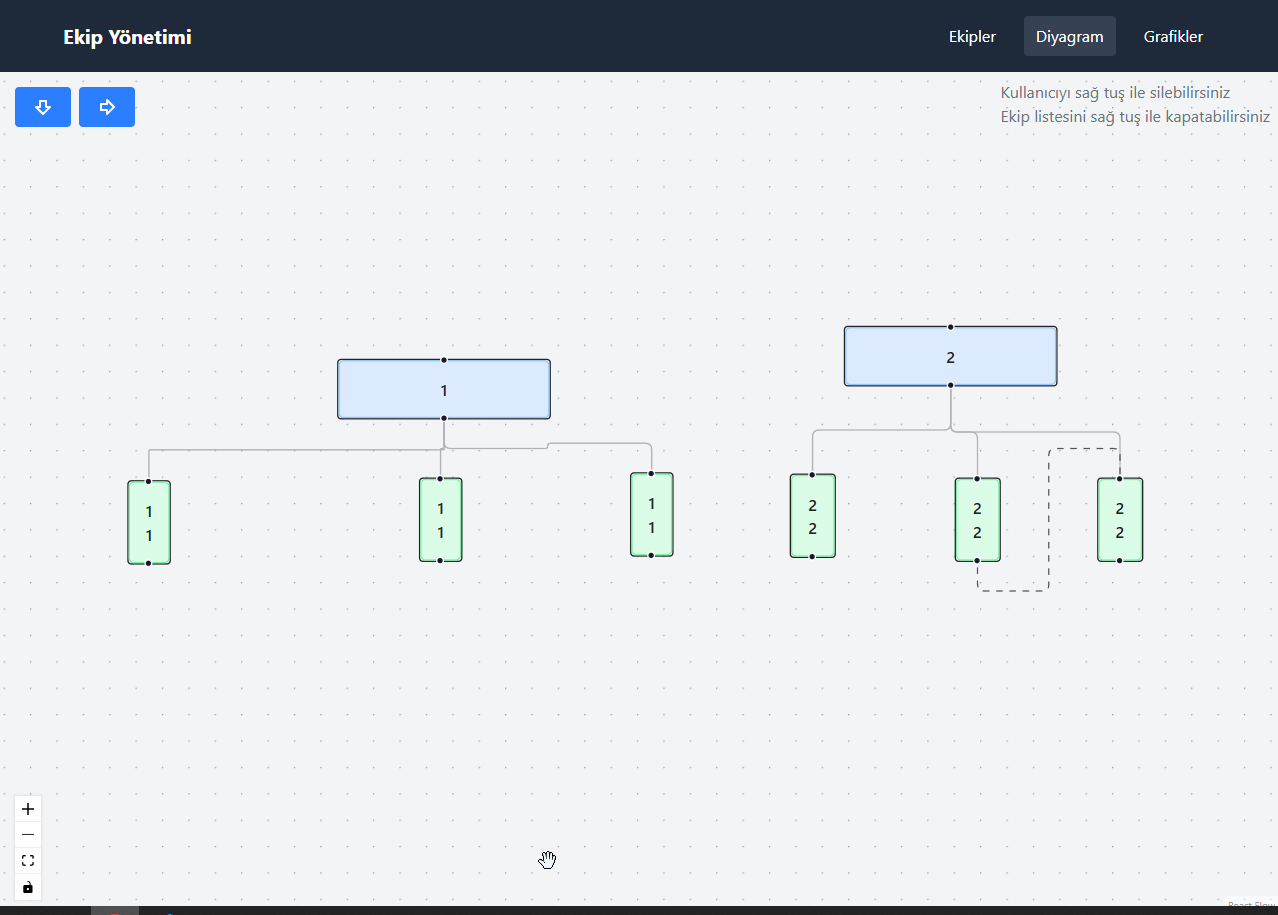 Ekip Yönetimi
Ekipler
Diyagram
Grafikler
Kullanıcıyı sağ tuş ile silebilirsiniz
Ekip listesini sağ tuş ile kapatabilirsiniz
1
2
1
1
1
1
1
1
2
2
2
2
2
2
React Flow